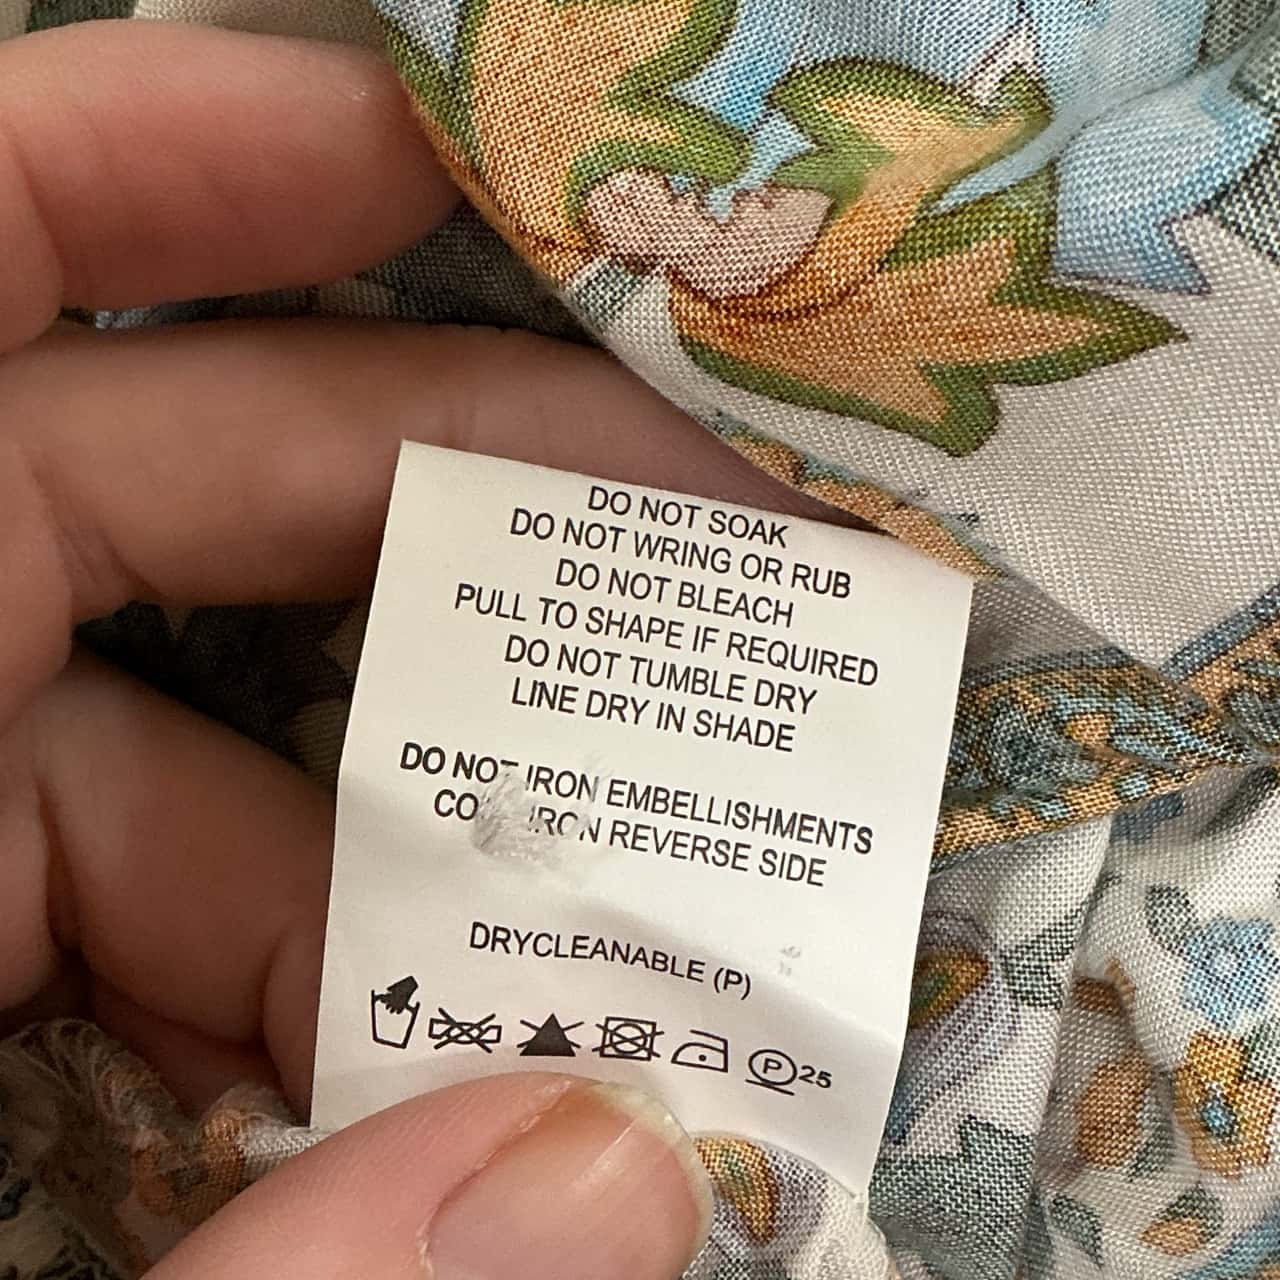 DO NOT SOAK
DO NOT WRING OR RUB
DO NOT BLEACH
PULL TO SHAPE IF REQUIRED
DO NOT TUMBLE DRY
LINE DRY IN SHADE
DO NOT IRON EMBELLISHMENTS
IRON REVERSE SIDE
DRYCLEANABLE (P)
P 25